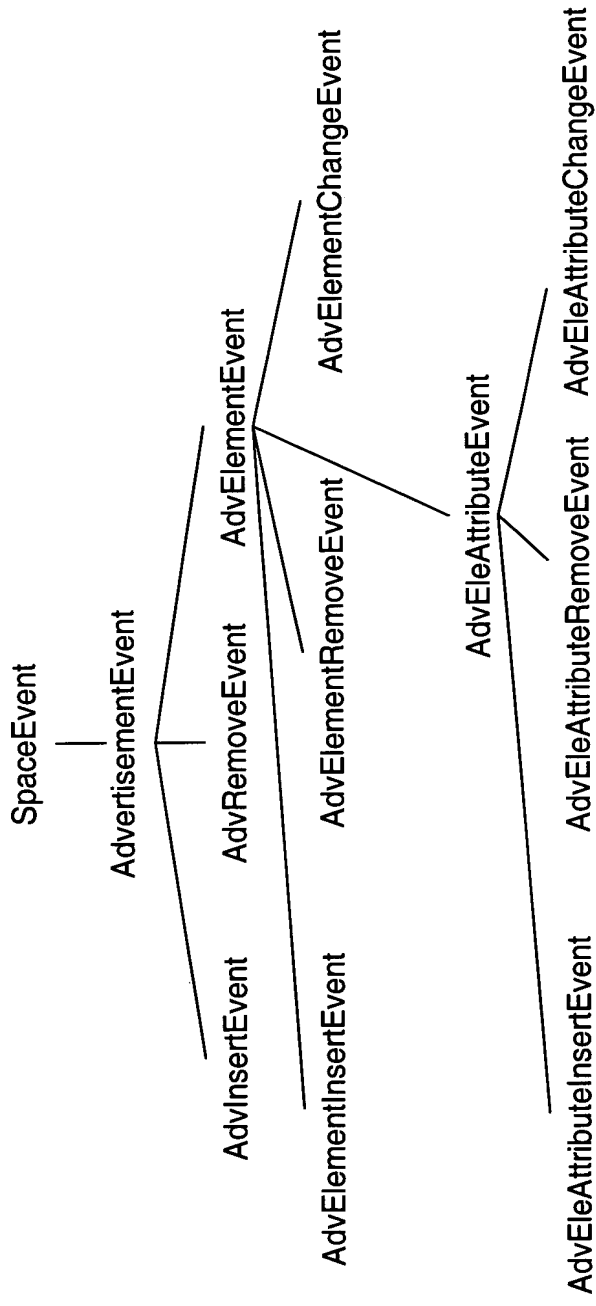 SpaceEvent
AdvertisementEvent
AdvInsertEvent
AdvRemoveEvent
AdvElementEvent
AdvElementInsertEvent
AdvElementRemoveEvent
AdvElementChangeEvent
AdvEleAttributeEvent
AdvEleAttributeInsertEvent
AdvEleAttributeRemoveEvent
AdvEleAttributeChangeEvent